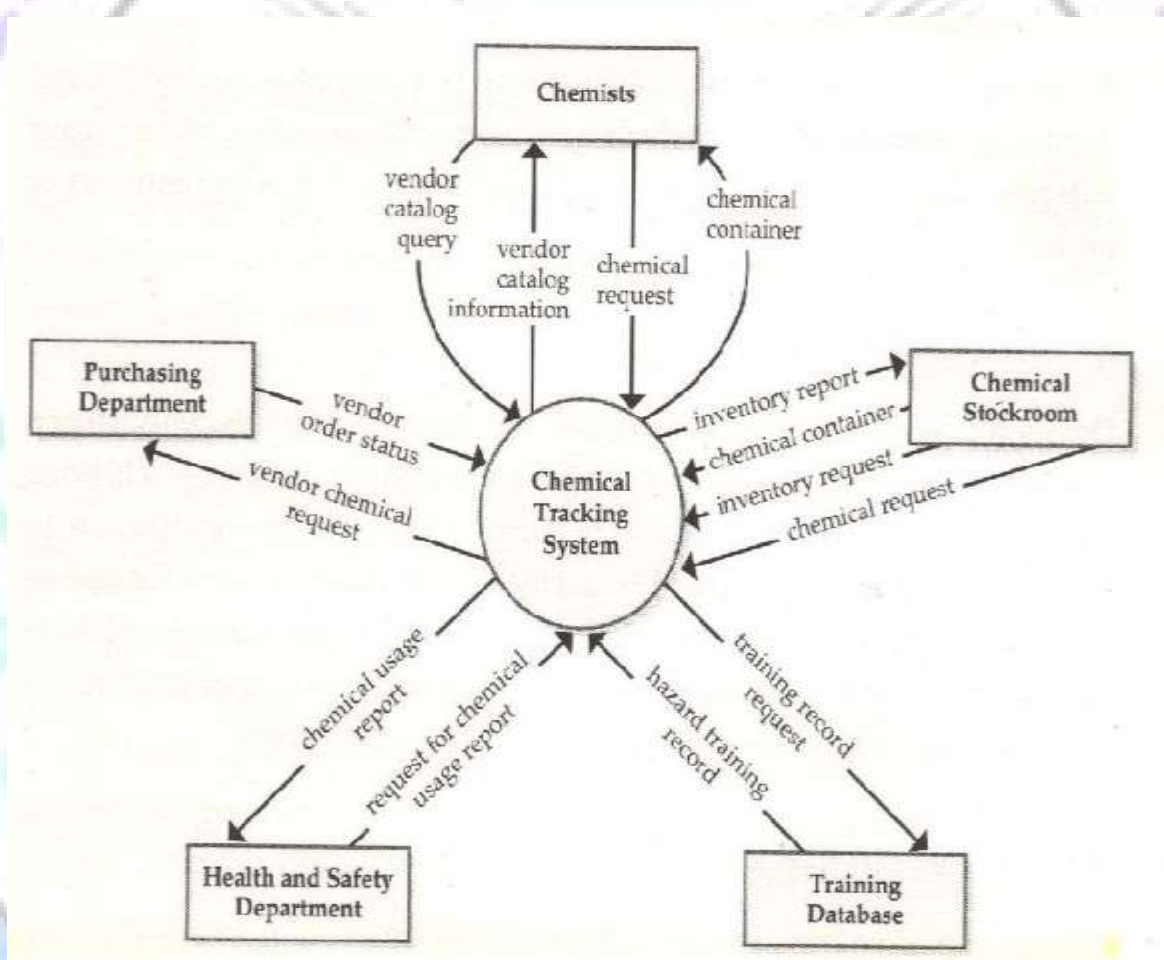 Chemists
vendor
catalog
query
vendor
catalog
information
chemical
request
chemical
container
Purchasing
Department
vendor
order status
vendor chemical
request
Chemical
Tracking
System
inventory report
chemical container
inventory request
chemical request
Chemical
Stockroom
chemical usage
report
request for chemical
usage report
hazard training
record
training record
request
Health and Safety
Department
Training
Database